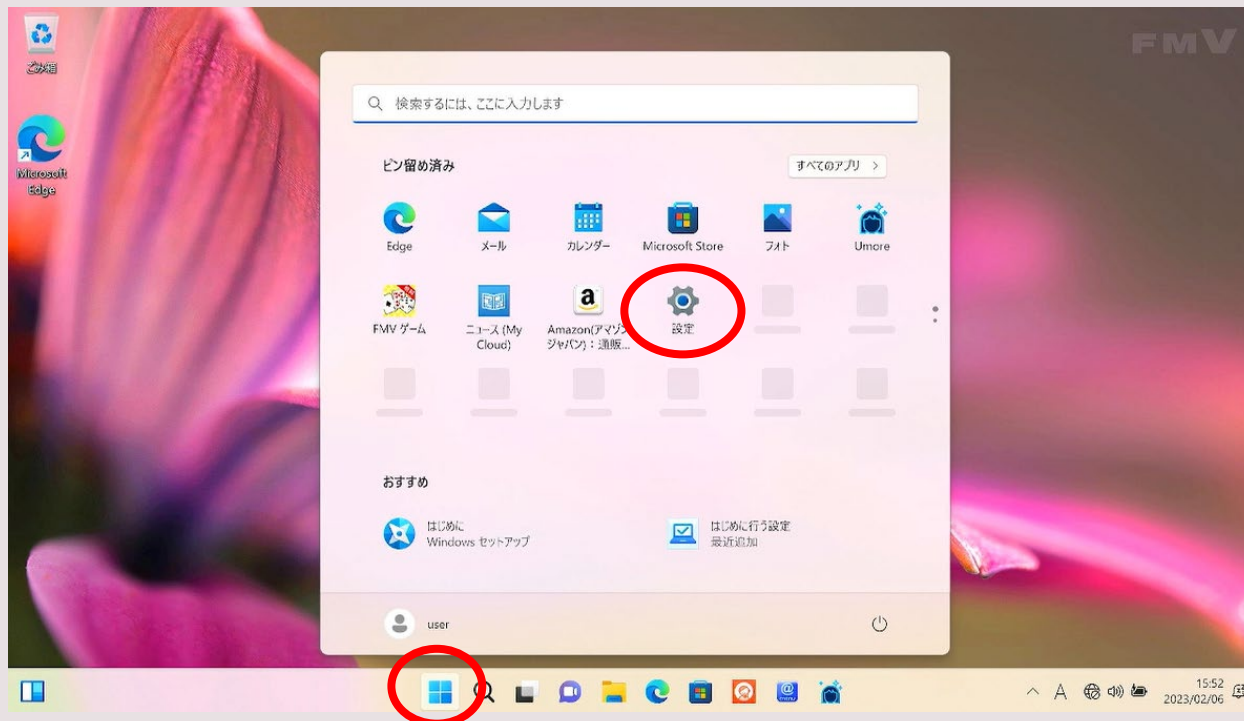 ごみ箱
Microsoft
Edge
FMV
検索するには、ここに入力します
ピン留め済み
すべてのアプリ >
Edge
メール
カレンダー
Microsoft Store
フォト
Umore
FMV ゲーム
ニュース (My
Cloud)
Amazon(アマゾン
ジャパン)：通販...
設定
おすすめ
はじめに
Windows セットアップ
はじめに行う設定
最近追加
user
A
15:52
2023/02/06